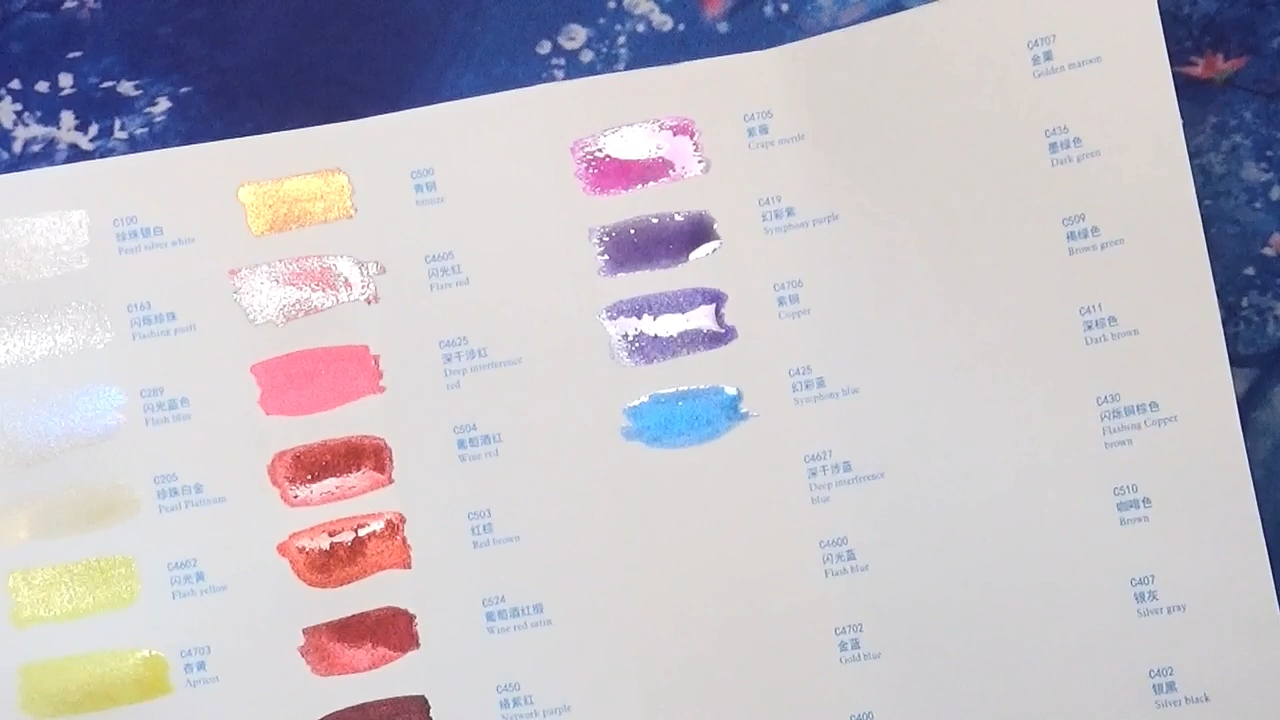 C100
珍珠银白
Pearl silver white
C163
闪烁珍珠
Flashing pearl
C289
闪光蓝色
Flash blue
C205
珍珠白金
Pearl Platinum
C4602
闪光黄
Flash yellow
C4703
杏黄
Apricot
C500
青铜
bronze
C4605
闪光红
Flare red
C4625
深干涉红
Deep interference
red
C504
葡萄酒红
Wine red
C503
红棕
Red brown
C524
葡萄酒红缎
Wine red satin
C450
络紫红
Network purple
C4705
紫薇
Crape myrtle
C419
幻彩紫
Symphony purple
C4706
紫铜
Copper
C425
幻彩蓝
Symphony blue
C4627
深干涉蓝
Deep interference
blue
C4600
闪光蓝
Flash blue
C4702
金蓝
Gold blue
C400
C4707
金栗
Golden maroon
C436
墨绿色
Dark green
C509
褐绿色
Brown green
C411
深棕色
Dark brown
C430
闪烁铜棕色
Flashing Copper
brown
C510
咖啡色
Brown
C407
银灰
Silver gray
C402
银黑
Silver black